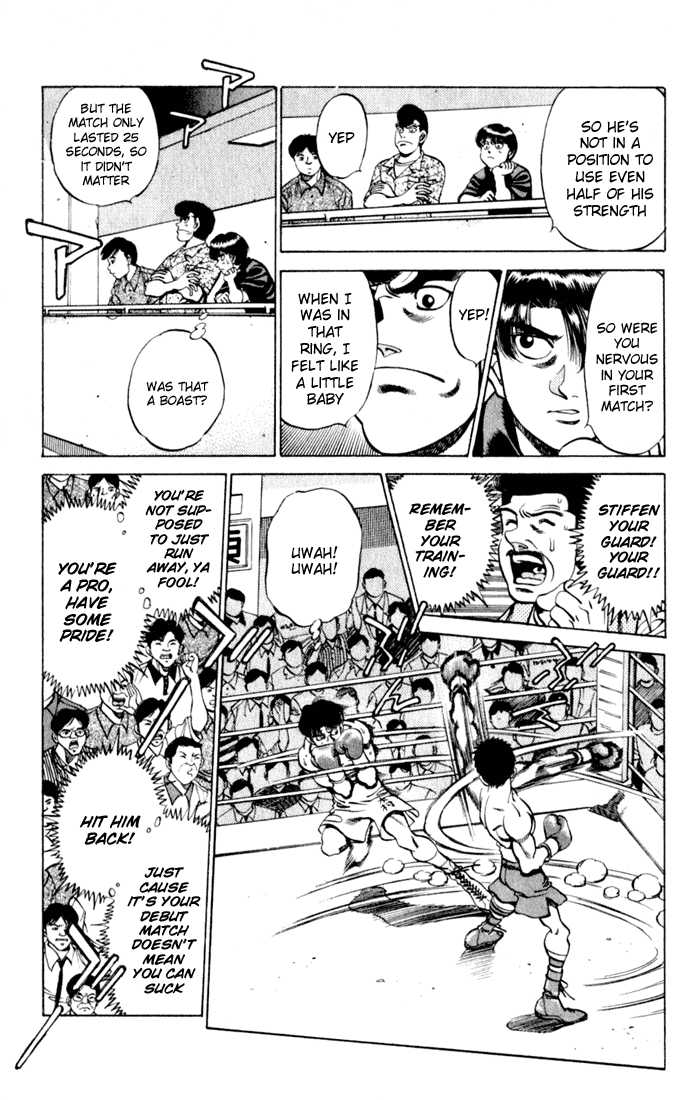 SO HE'S
NOT IN A
POSITION TO
USE EVEN
HALF OF HIS
STRENGTH
YEP
BUT THE
MATCH ONLY
LASTED 25
SECONDS, SO
IT DIDN'T
MATTER
ワァァ
SO WERE
YOU
NERVOUS
IN YOUR
FIRST
MATCH?
YEP!
WHEN I
WAS IN
THAT
RING, I
FELT LIKE
A LITTLE
BABY
WAS THAT
A BOAST?
STIFFEN
YOUR
GUARD!
YOUR
GUARD!!
REMEM-
BER
YOUR
TRAIN-
ING!
UWAH!
UWAH!
YOU'RE
NOT SUP-
POSED
TO JUST
RUN
AWAY, YA
FOOL!
YOU'RE
A PRO,
HAVE
SOME
PRIDE!
HIT HIM
BACK!
JUST
CAUSE
IT'S YOUR
DEBUT
MATCH
DOESN'T
MEAN
YOU CAN
SUCK